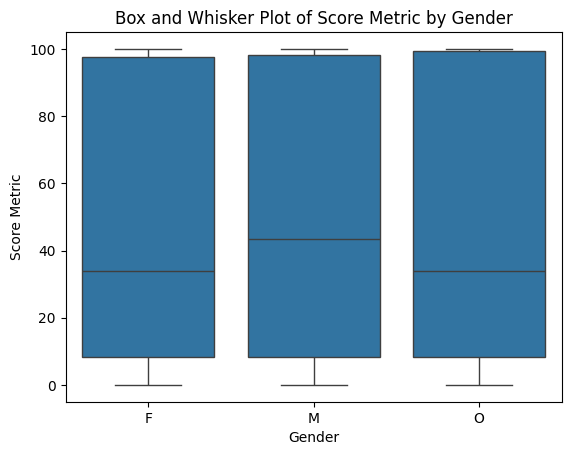 Box and Whisker Plot of Score Metric by Gender
100
80
60
40
20
0
Score Metric
F M O
Gender